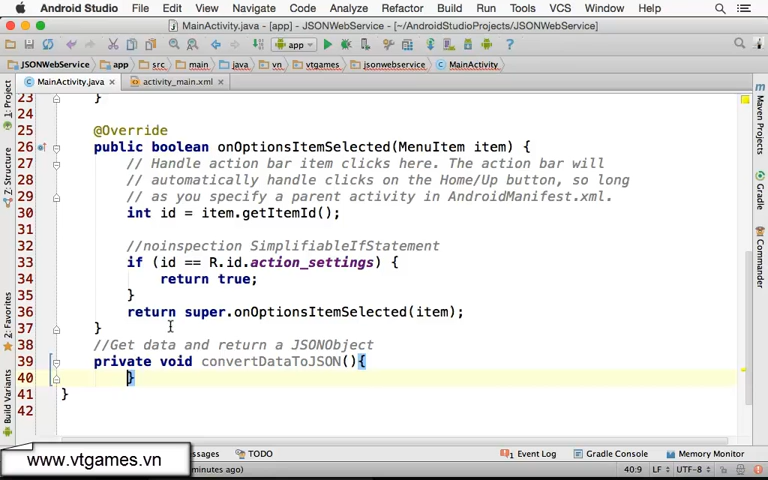 Android Studio File Edit View Navigate Code Analyze Refactor Build Run Tools VCS Window Help
MainActivity.java - [app] - JSONWebService - [~/AndroidStudioProjects/JSONWebService]
app
JSONWebService app src main java vn vtgames jsonwebservice MainActivity
MainActivity.java activity_main.xml
1: Project
7: Structure
2: Favorites
Build Variants
Maven Projects
Gradle
Commander
23 }
24
25 @Override
26 public boolean onOptionsItemSelected(MenuItem item) {
27 // Handle action bar item clicks here. The action bar will
28 // automatically handle clicks on the Home/Up button, so long
29 // as you specify a parent activity in AndroidManifest.xml.
30 int id = item.getItemId();
31
32 //noinspection SimplifiableIfStatement
33 if (id == R.id.action_settings) {
34 return true;
35 }
36 return super.onOptionsItemSelected(item);
37 }
38 //Get data and return a JSONObject
39 private void convertDataToJSON(){
40 }
41 }
42
ssages TODO Event Log Gradle Console Memory Monitor
www.vtgames.vn
minutes ago) 40:9 LF UTF-8